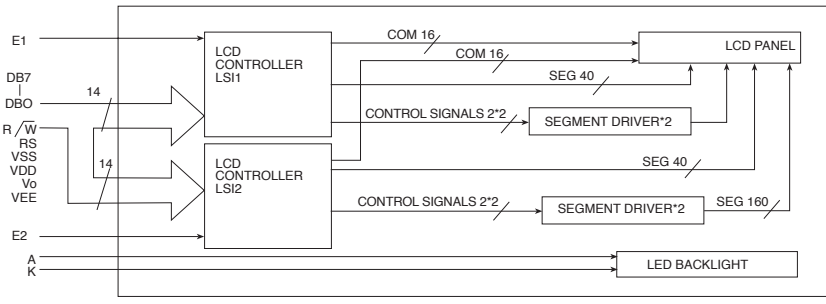 E1
DB7
DBO
R/W
RS
VSS
VDD
Vo
VEE
E2
A
K
14
14
LCD
CONTROLLER
LSI1
LCD
CONTROLLER
LSI2
COM 16
COM 16
SEG 40
CONTROL SIGNALS 2*2
SEGMENT DRIVER*2
LCD PANEL
SEG 40
CONTROL SIGNALS 2*2
SEGMENT DRIVER*2
SEG 160
LED BACKLIGHT